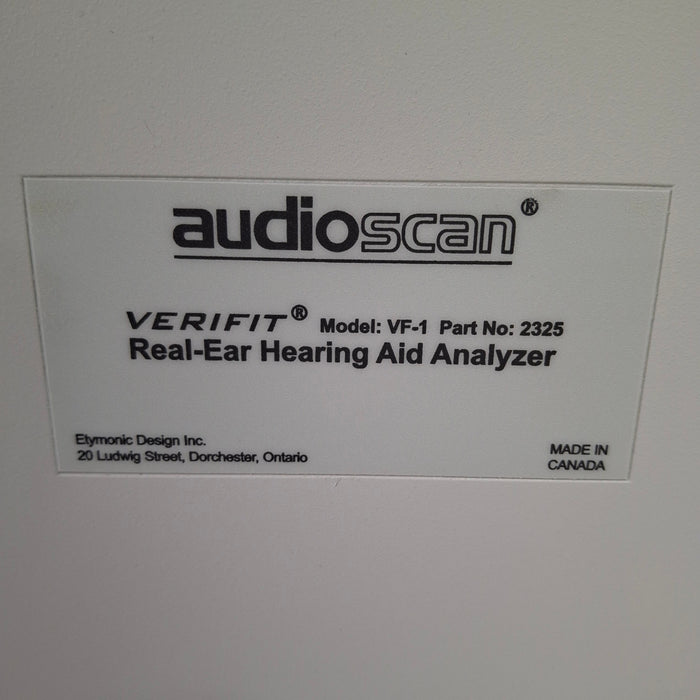 audioscan®
VERIFIT® Model: VF-1 Part No: 2325
Real-Ear Hearing Aid Analyzer
Etymonic Design Inc.
20 Ludwig Street, Dorchester, Ontario
MADE IN
CANADA